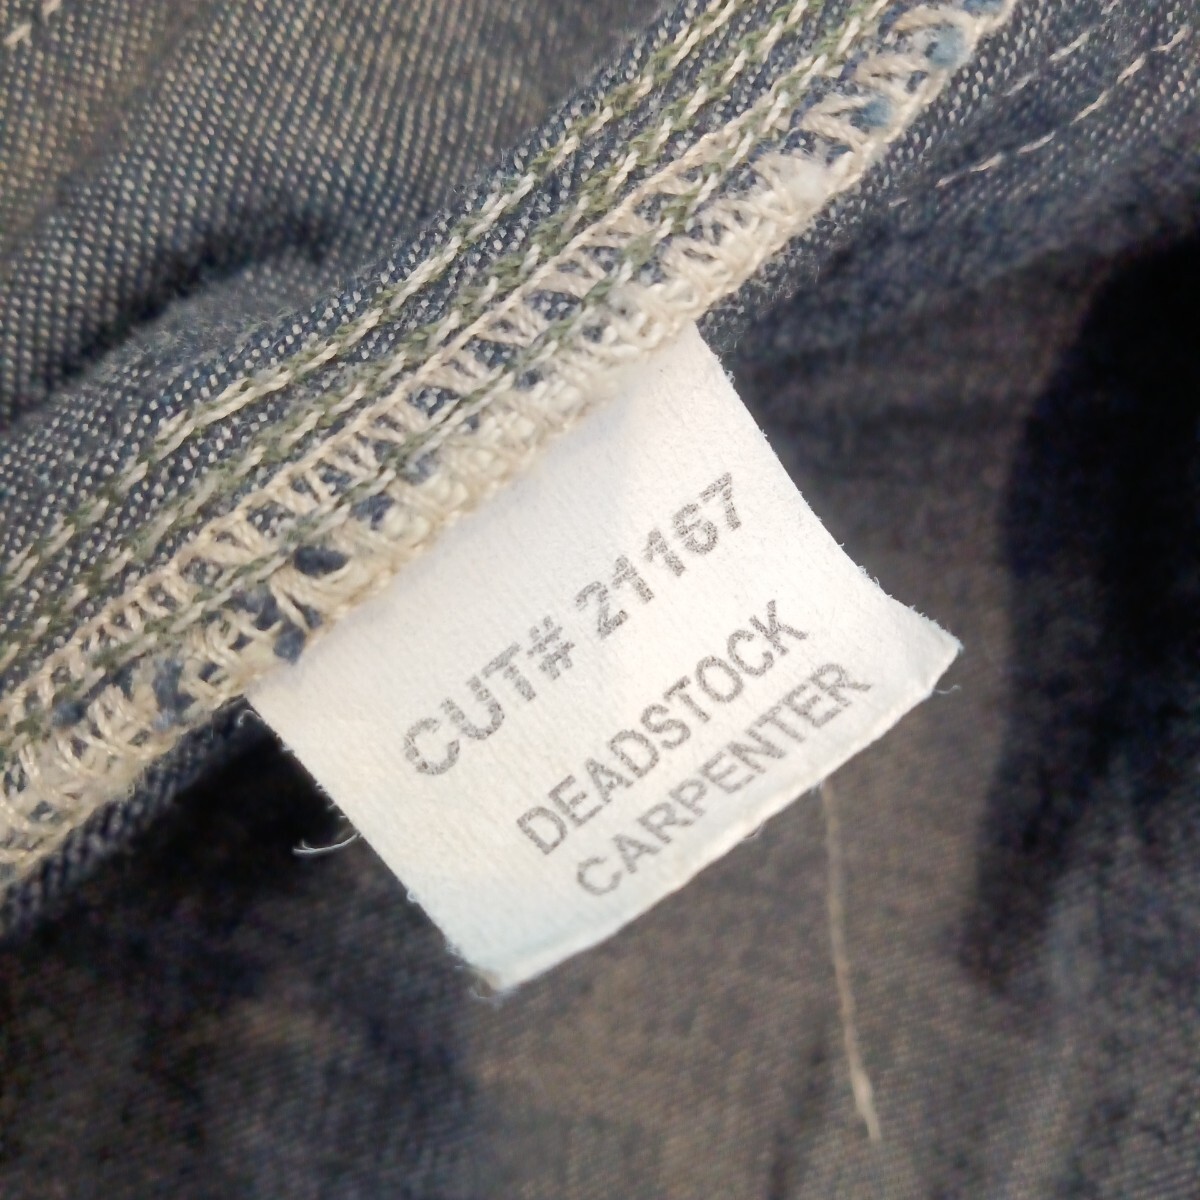 CUT# 21167
DEADSTOCK
CARPENTER